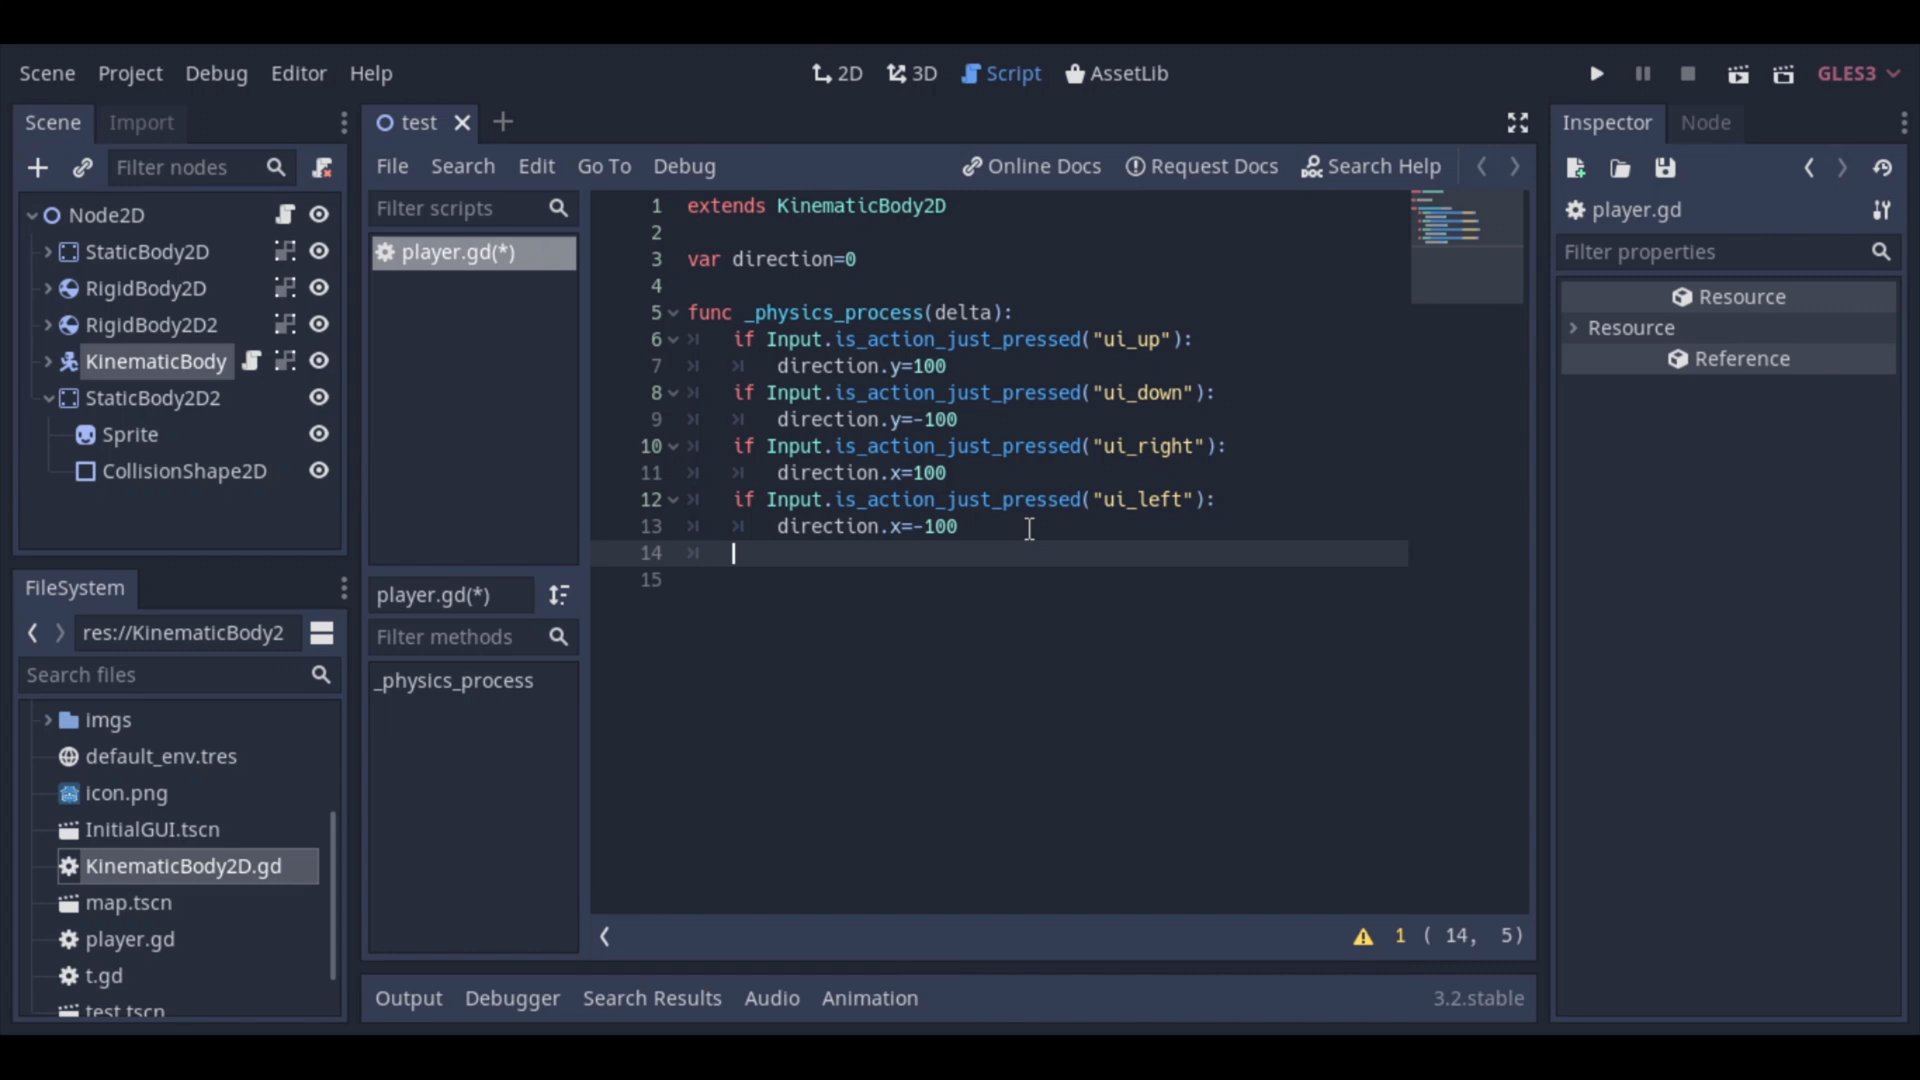 Scene Project Debug Editor Help
2D 3D Script AssetLib
GLES3
Scene Import
Filter nodes
Node2D
StaticBody2D
RigidBody2D
RigidBody2D2
KinematicBody
StaticBody2D2
Sprite
CollisionShape2D
FileSystem
res://KinematicBody2
Search files
imgs
default_env.tres
icon.png
InitialGUI.tscn
KinematicBody2D.gd
map.tscn
player.gd
t.gd
test.tscn
test
File Search Edit Go To Debug
Online Docs Request Docs Search Help
Filter scripts
player.gd(*)
player.gd(*)
Filter methods
_physics_process
1 extends KinematicBody2D
2
3 var direction=0
4
5 func _physics_process(delta):
6 if Input.is_action_just_pressed("ui_up"):
7 direction.y=100
8 if Input.is_action_just_pressed("ui_down"):
9 direction.y=-100
10 if Input.is_action_just_pressed("ui_right"):
11 direction.x=100
12 if Input.is_action_just_pressed("ui_left"):
13 direction.x=-100
14
15
1 ( 14, 5)
Output Debugger Search Results Audio Animation
3.2.stable
Inspector Node
player.gd
Filter properties
Resource
Resource
Reference